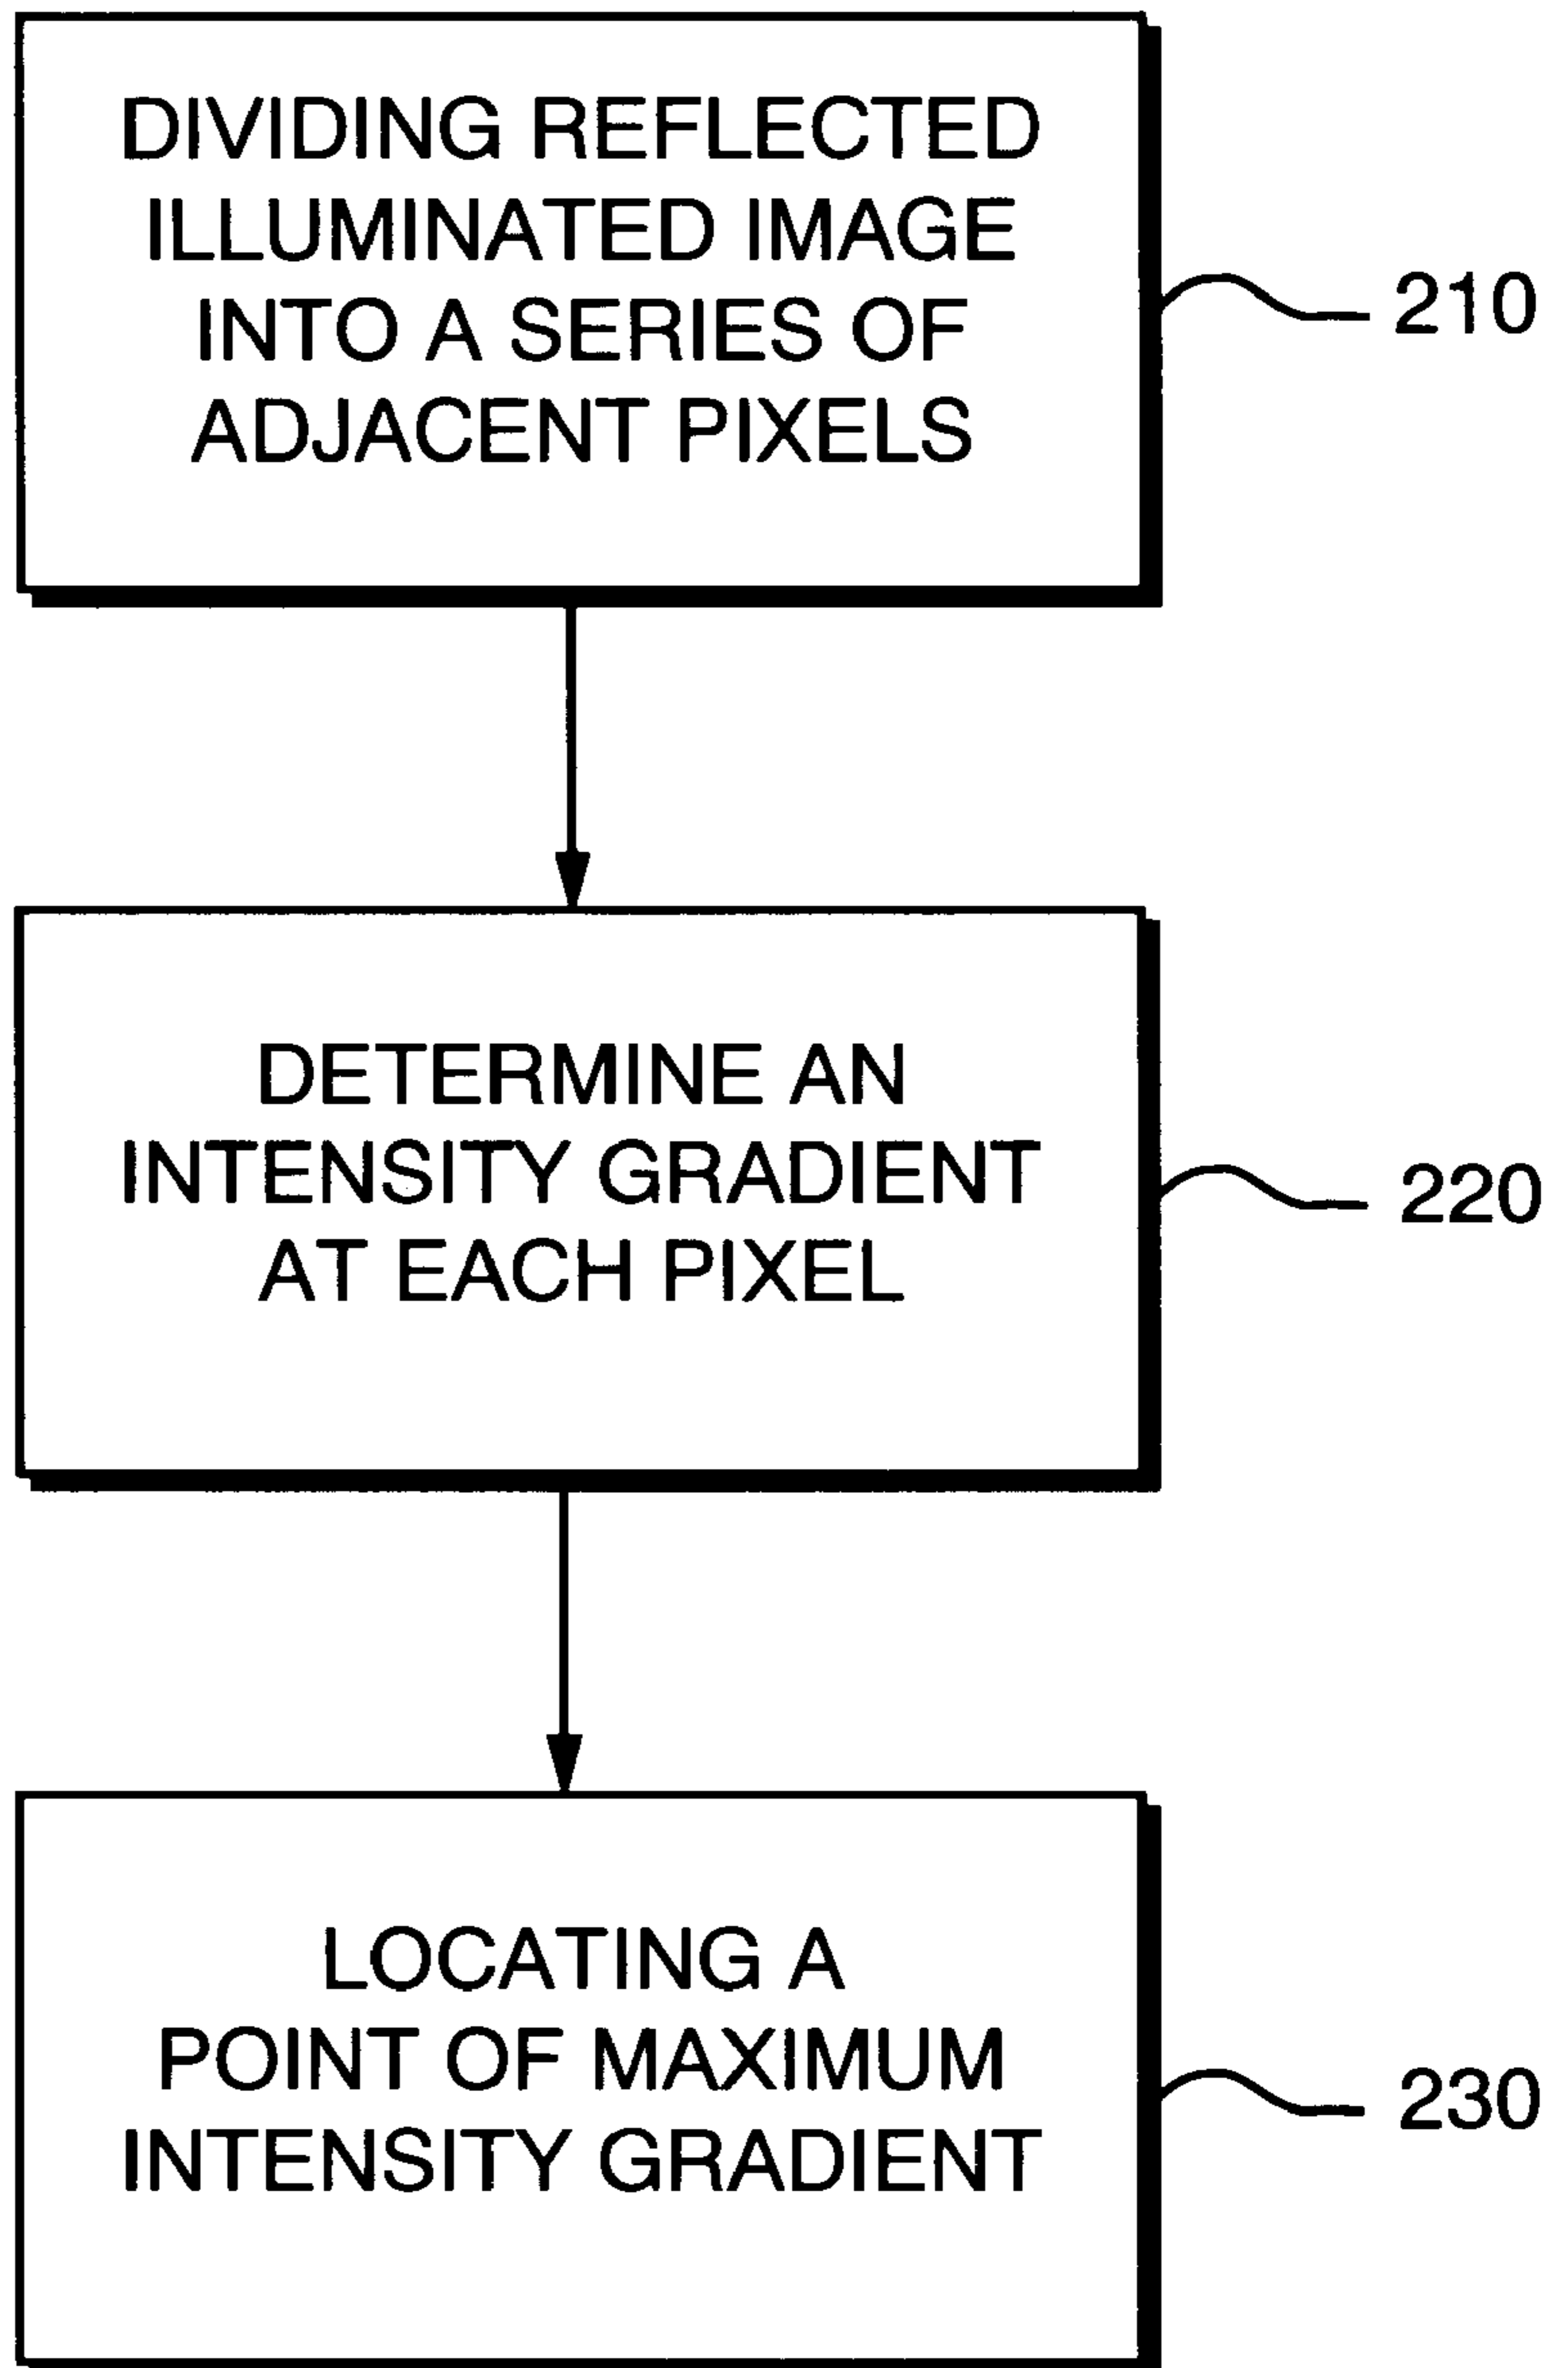 DIVIDING REFLECTED
ILLUMINATED IMAGE
INTO A SERIES OF
ADJACENT PIXELS
210
DETERMINE AN
INTENSITY GRADIENT
AT EACH PIXEL
220
LOCATING A
POINT OF MAXIMUM
INTENSITY GRADIENT
230